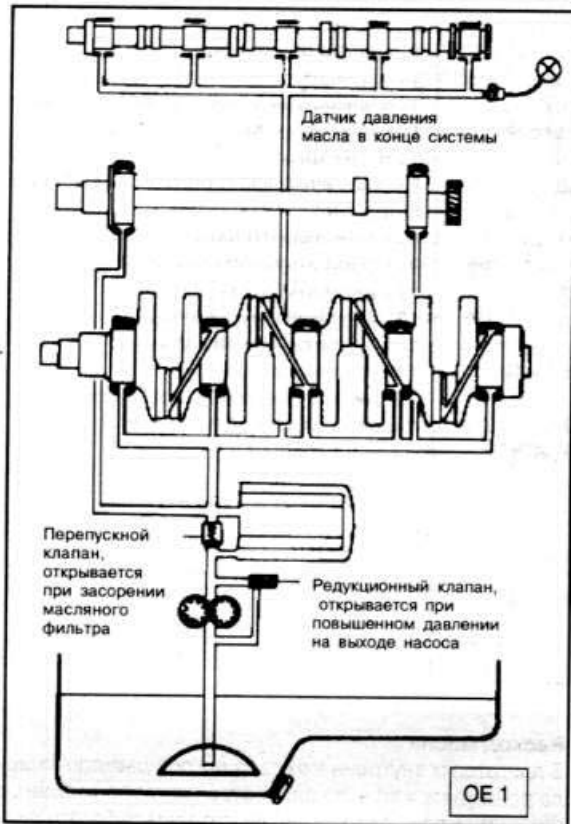 Датчик давления
масла в конце системы
Перепускной
клапан,
открывается
при засорении
масляного
фильтра
Редукционный клапан,
открывается при
повышенном давлении
на выходе насоса
OE 1